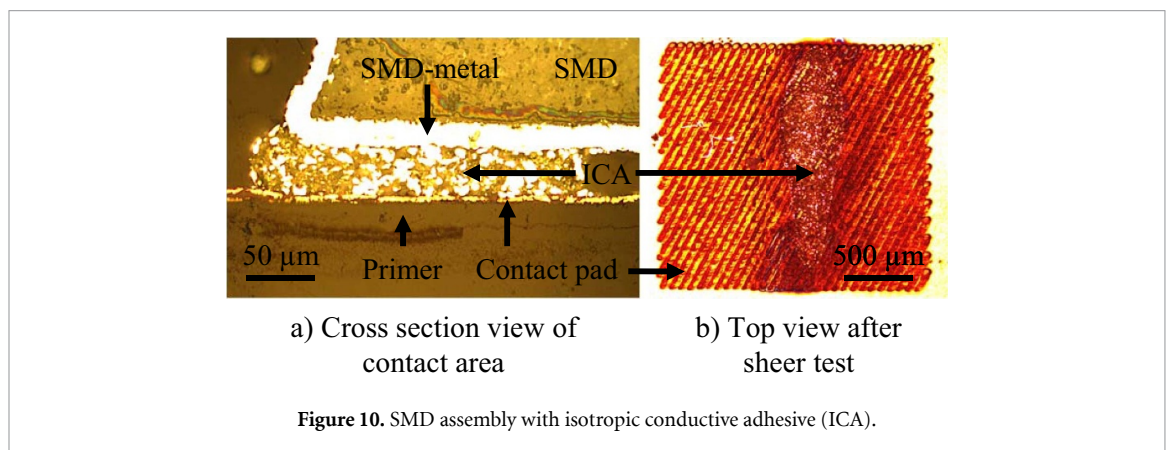 SMD-metal
SMD
ICA
Primer
Contact pad
50 µm
500 µm
a) Cross section view of
contact area
b) Top view after
sheer test
Figure 10. SMD assembly with isotropic conductive adhesive (ICA).